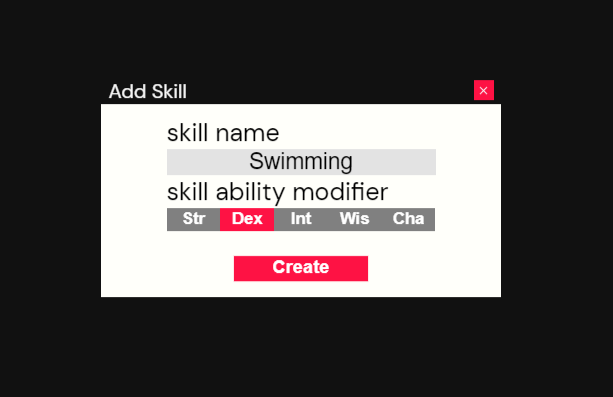 Add Skill ×
skill name
Swimming
skill ability modifier
Str Dex Int Wis Cha
Create